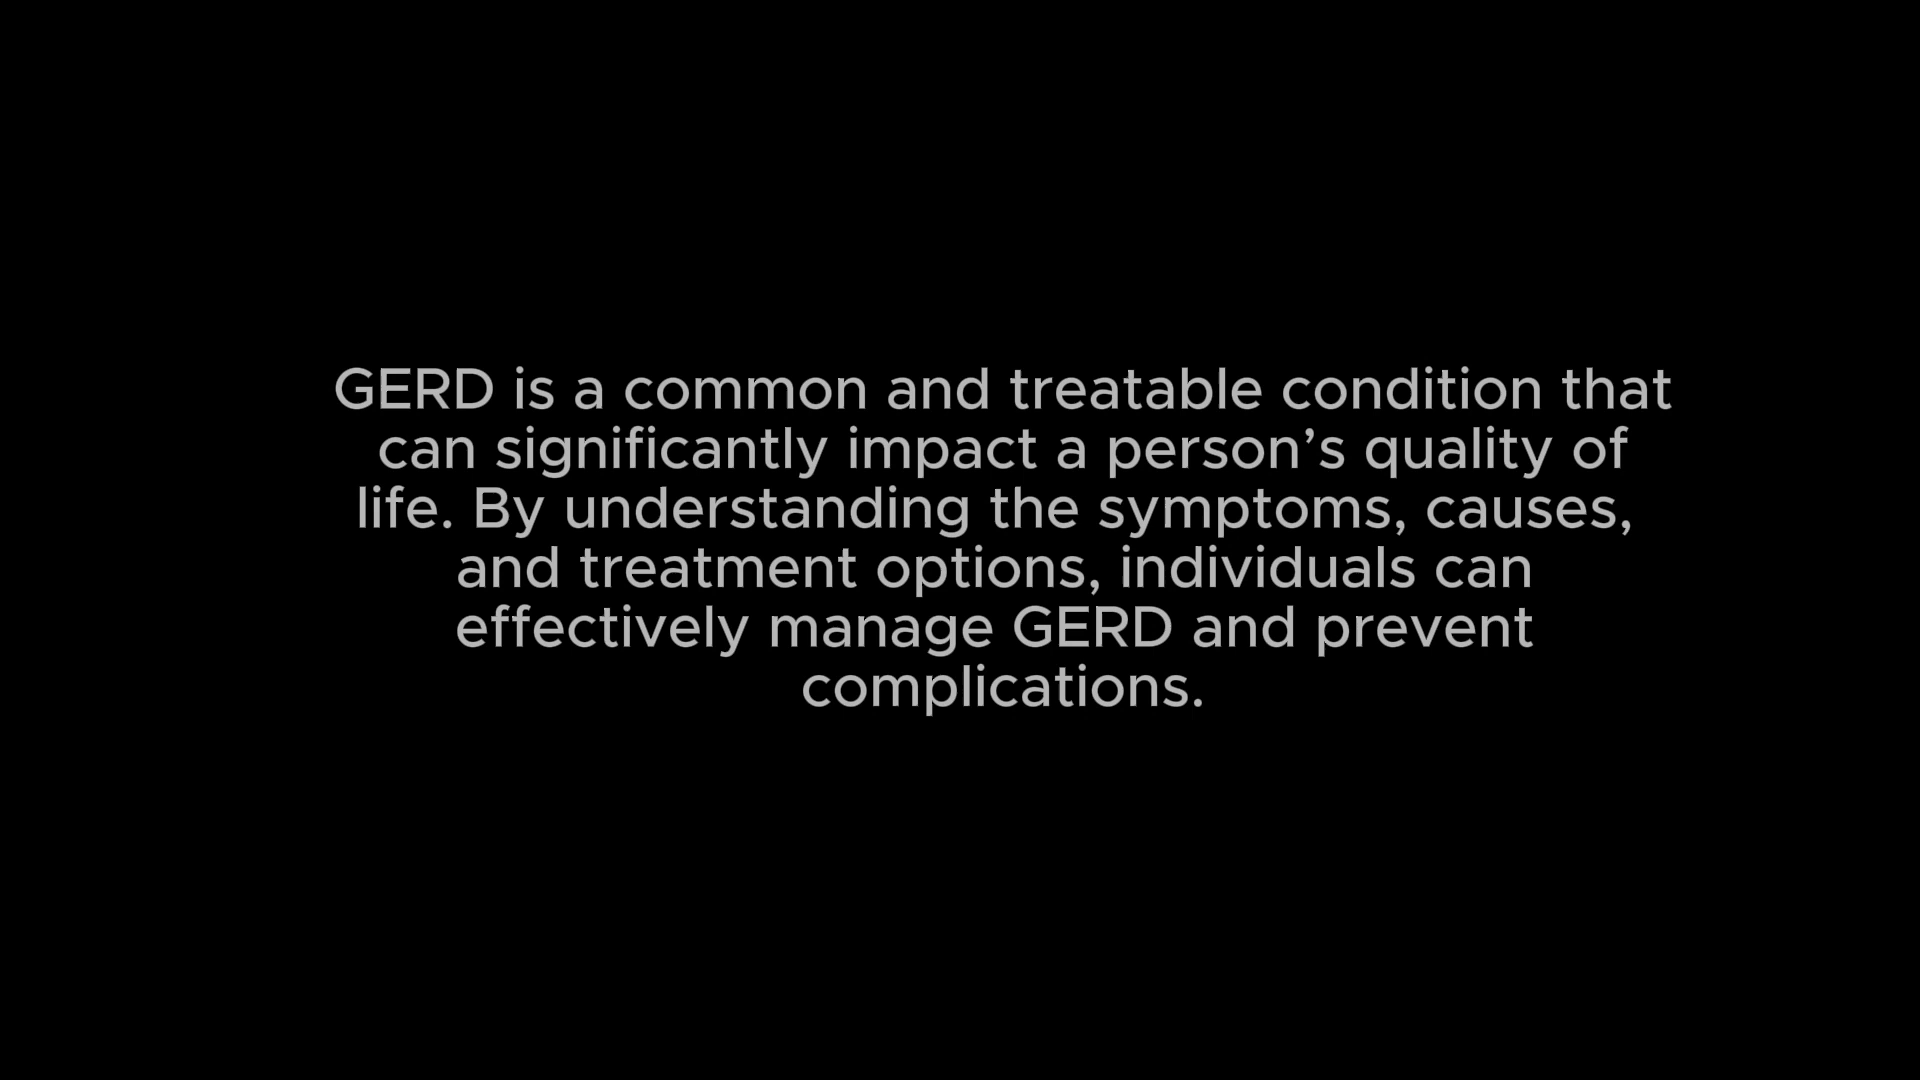 GERD is a common and treatable condition that
can significantly impact a person’s quality of
life. By understanding the symptoms, causes,
and treatment options, individuals can
effectively manage GERD and prevent
complications.